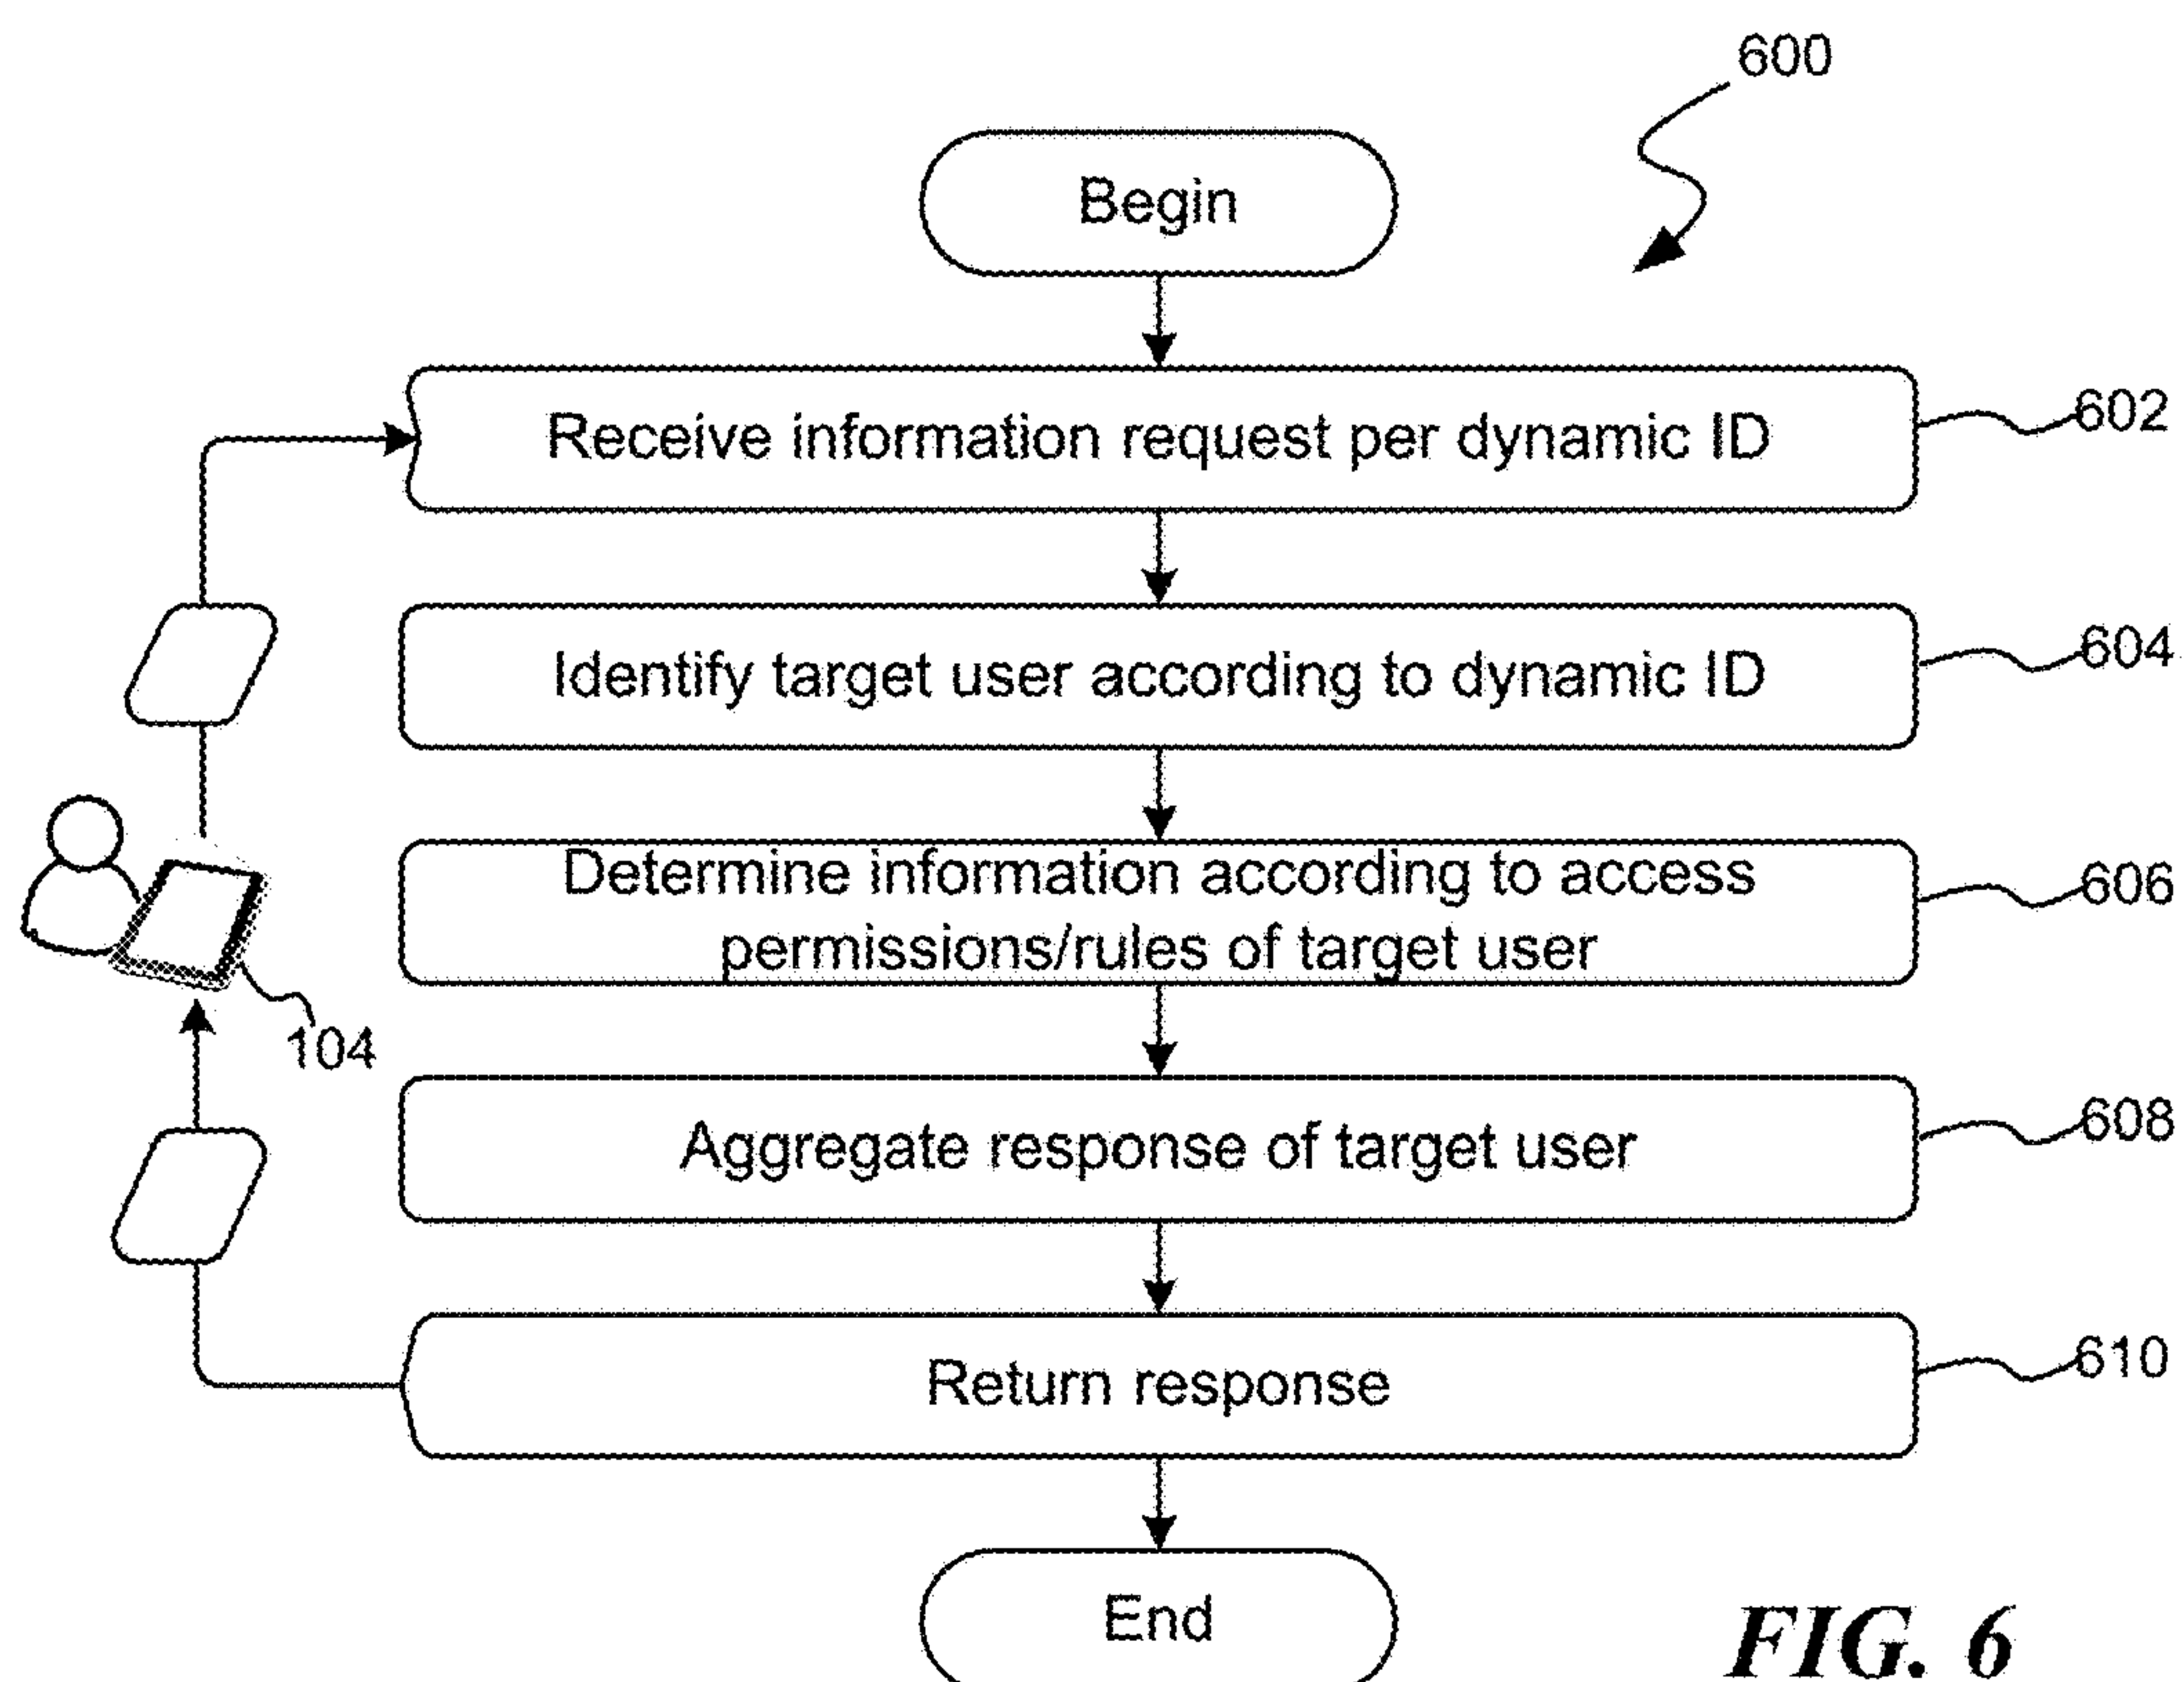 600
Begin
Receive information request per dynamic ID
602
Identify target user according to dynamic ID
604
Determine information according to access
permissions/rules of target user
606
104
Aggregate response of target user
608
Return response
610
End
FIG. 6